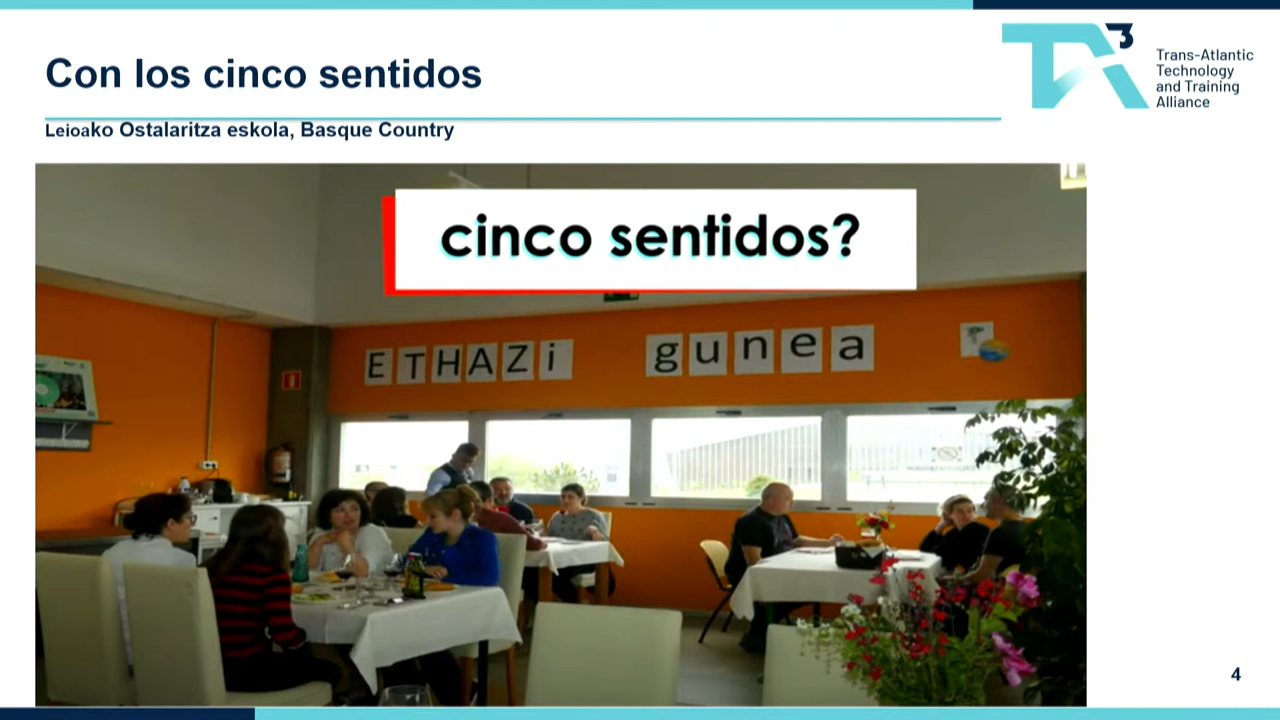 Con los cinco sentidos
TA3
Trans-Atlantic
Technology
and Training
Alliance
Leioako Ostalaritza eskola, Basque Country
cinco sentidos?
ETHAZi gunea
4